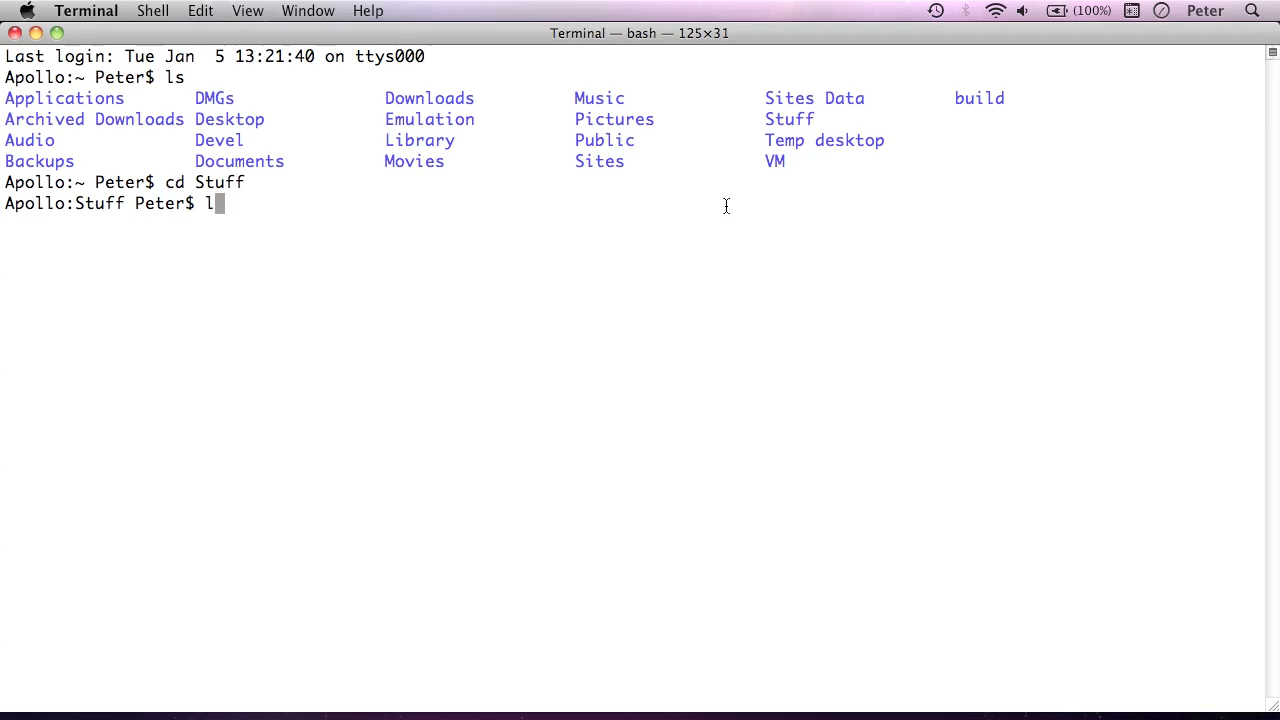 Terminal Shell Edit View Window Help (100%) Peter
Terminal — bash — 125×31
Last login: Tue Jan  5 13:21:40 on ttys000
Apollo:~ Peter$ ls
Applications DMGs Downloads Music Sites Data build
Archived Downloads Desktop Emulation Pictures Stuff
Audio Devel Library Public Temp desktop
Backups Documents Movies Sites VM
Apollo:~ Peter$ cd Stuff
Apollo:Stuff Peter$ l